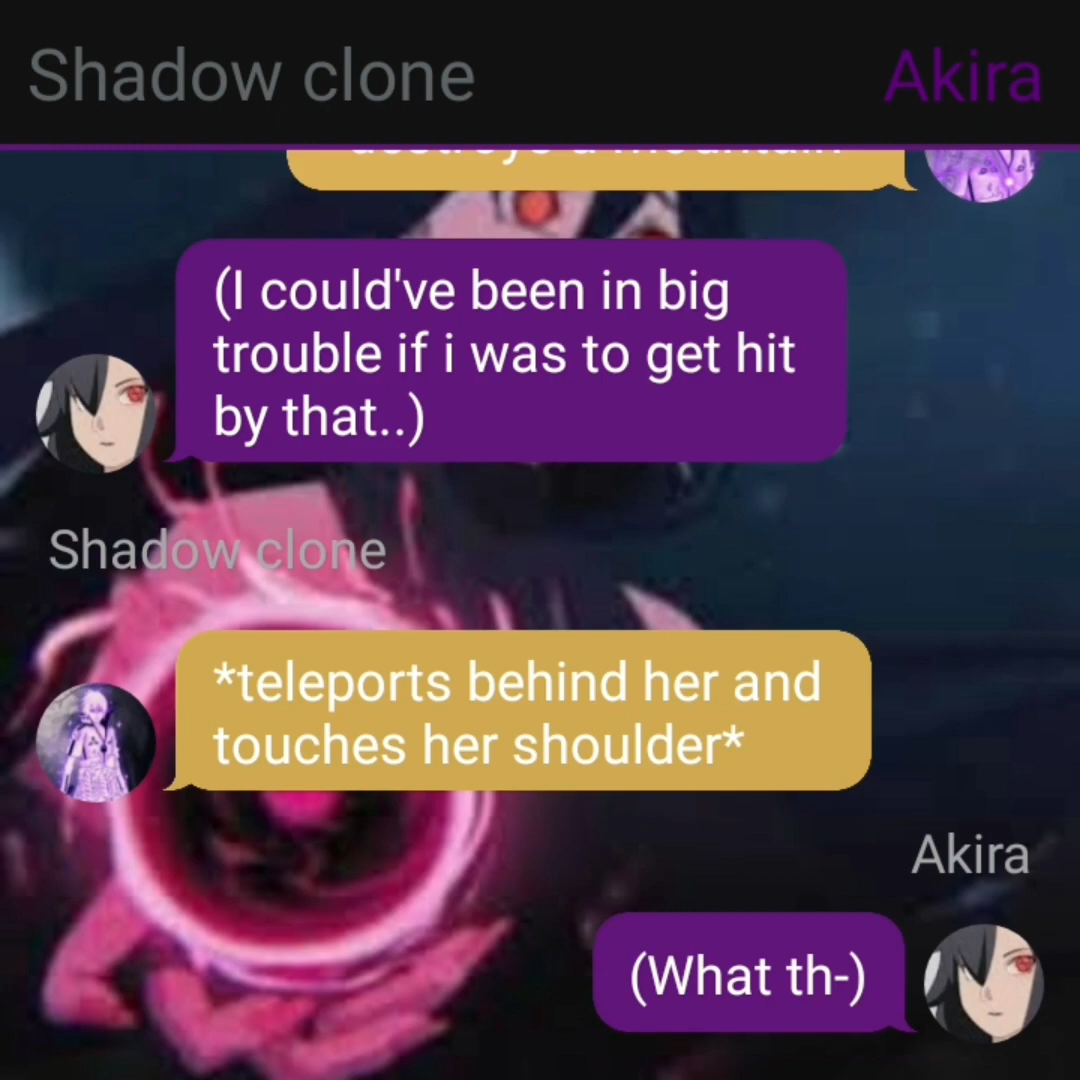 Shadow clone
Akira
(I could've been in big
trouble if i was to get hit
by that..)
Shadow clone
*teleports behind her and
touches her shoulder*
Akira
(What th-)